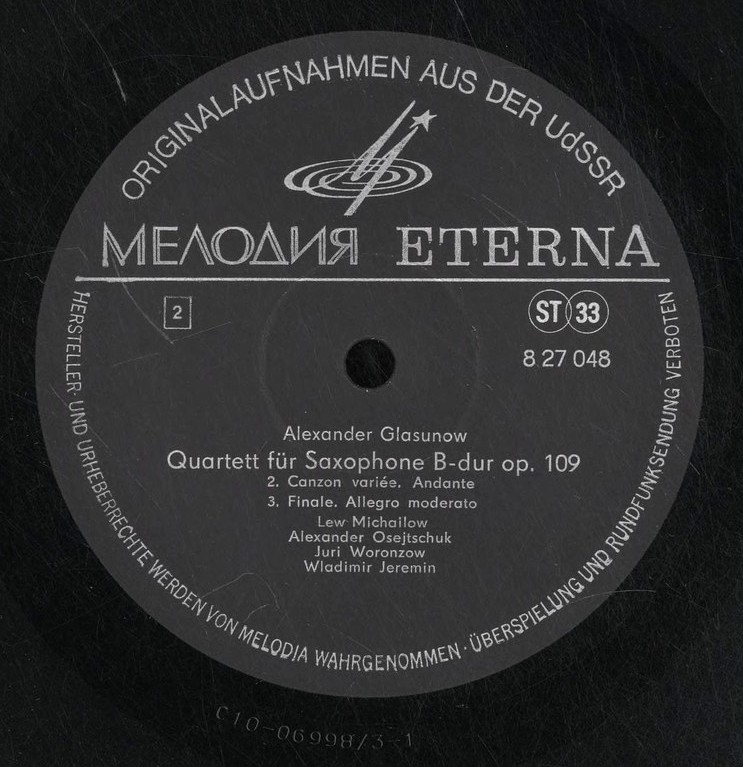 ORIGINALAUFNAHMEN AUS DER UdSSR
МЕЛОДИЯ ETERNA
2
ST 33
8 27 048
Alexander Glasunow
Quartett für Saxophone B-dur op. 109
2. Canzon variée. Andante
3. Finale. Allegro moderato
Lew Michailow
Alexander Osejtschuk
Juri Woronzow
Wladimir Jeremin
HERSTELLER- UND URHEBERRECHTE WERDEN VON MELODIA WAHRGENOMMEN · ÜBERSPIELUNG UND RUNDFUNKSENDUNG VERBOTEN
C10-06998/3-1